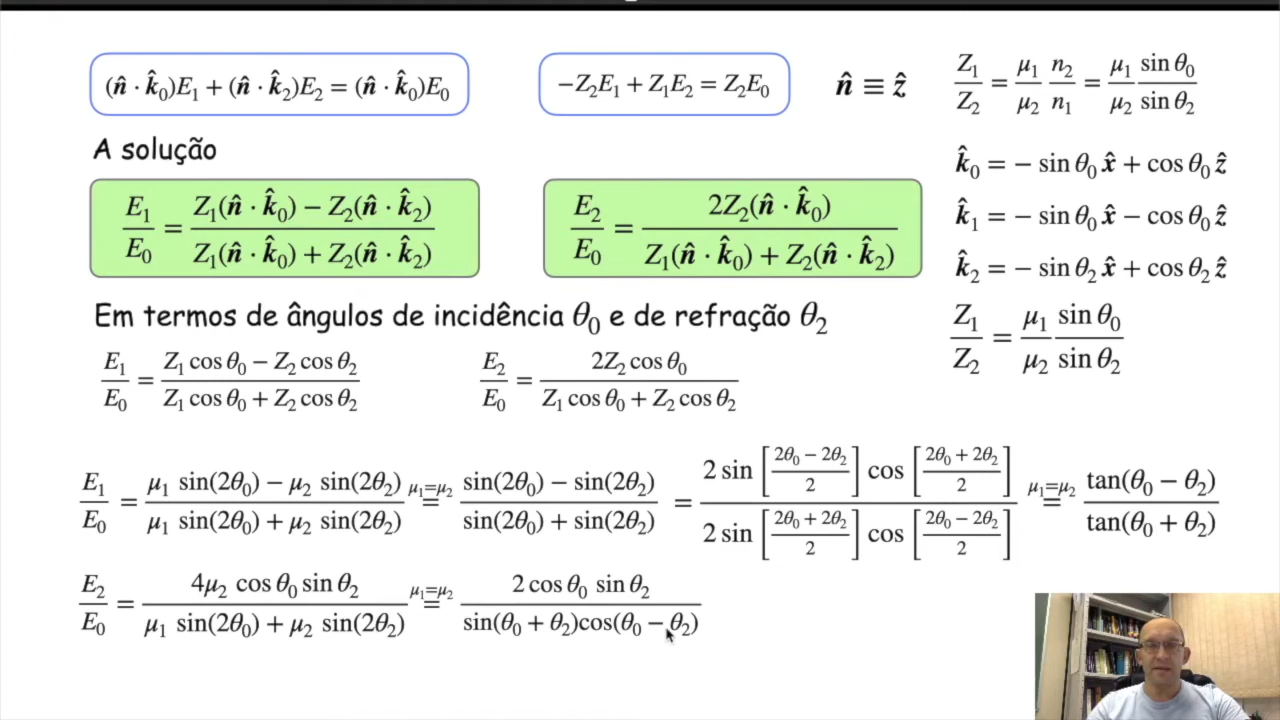 (n̂ · k̂₀)E₁ + (n̂ · k̂₂)E₂ = (n̂ · k̂₀)E₀
−Z₂E₁ + Z₁E₂ = Z₂E₀
n̂ ≡ ẑ
Z₁/Z₂ = μ₁/μ₂ n₂/n₁ = μ₁/μ₂ sin θ₀/sin θ₂
A solução
k̂₀ = − sin θ₀ x̂ + cos θ₀ ẑ
E₁/E₀ = (Z₁(n̂ · k̂₀) − Z₂(n̂ · k̂₂))/(Z₁(n̂ · k̂₀) + Z₂(n̂ · k̂₂))
E₂/E₀ = 2Z₂(n̂ · k̂₀)/(Z₁(n̂ · k̂₀) + Z₂(n̂ · k̂₂))
k̂₁ = − sin θ₀ x̂ − cos θ₀ ẑ
k̂₂ = − sin θ₂ x̂ + cos θ₂ ẑ
Em termos de ângulos de incidência θ₀ e de refração θ₂
Z₁/Z₂ = μ₁/μ₂ sin θ₀/sin θ₂
E₁/E₀ = (Z₁ cos θ₀ − Z₂ cos θ₂)/(Z₁ cos θ₀ + Z₂ cos θ₂)
E₂/E₀ = 2Z₂ cos θ₀/(Z₁ cos θ₀ + Z₂ cos θ₂)
E₁/E₀ = (μ₁ sin(2θ₀) − μ₂ sin(2θ₂))/(μ₁ sin(2θ₀) + μ₂ sin(2θ₂)) μ₁=μ₂ = (sin(2θ₀) − sin(2θ₂))/(sin(2θ₀) + sin(2θ₂)) = (2 sin [(2θ₀ − 2θ₂)/2] cos [(2θ₀ + 2θ₂)/2])/(2 sin [(2θ₀ + 2θ₂)/2] cos [(2θ₀ − 2θ₂)/2]) μ₁=μ₂ = tan(θ₀ − θ₂)/tan(θ₀ + θ₂)
E₂/E₀ = 4μ₂ cos θ₀ sin θ₂/(μ₁ sin(2θ₀) + μ₂ sin(2θ₂)) μ₁=μ₂ = 2 cos θ₀ sin θ₂/(sin(θ₀ + θ₂)cos(θ₀ − θ₂))